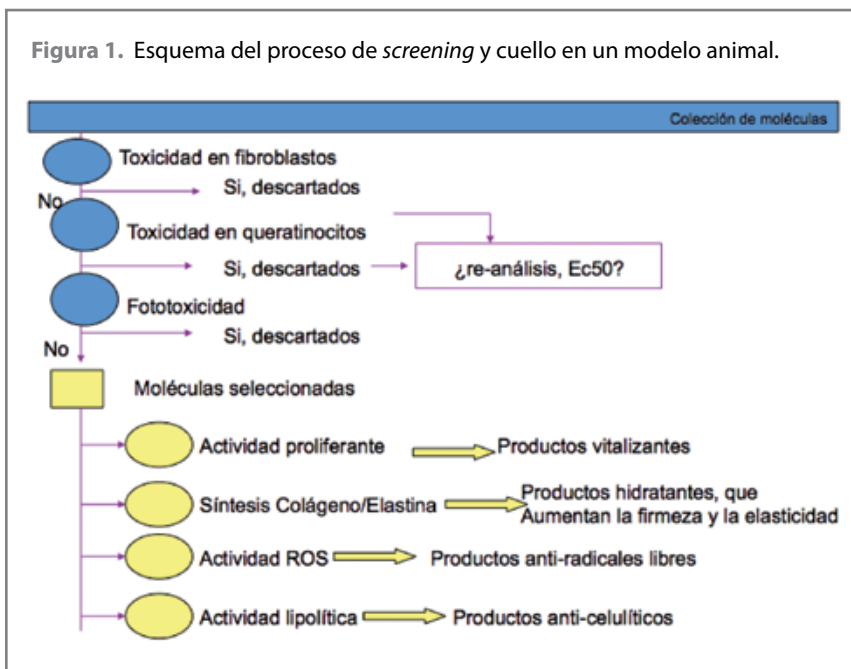 Figura 1. Esquema del proceso de screening y cuello en un modelo animal.
Colección de moléculas
Toxicidad en fibroblastos
Si, descartados
No
Toxicidad en queratinocitos
Si, descartados
¿re-análisis, Ec50?
Fototoxicidad
Si, descartados
No
Moléculas seleccionadas
Actividad proliferante
Productos vitalizantes
Síntesis Colágeno/Elastina
Productos hidratantes, que
Aumentan la firmeza y la elasticidad
Actividad ROS
Productos anti-radicales libres
Actividad lipolítica
Productos anti-celulíticos